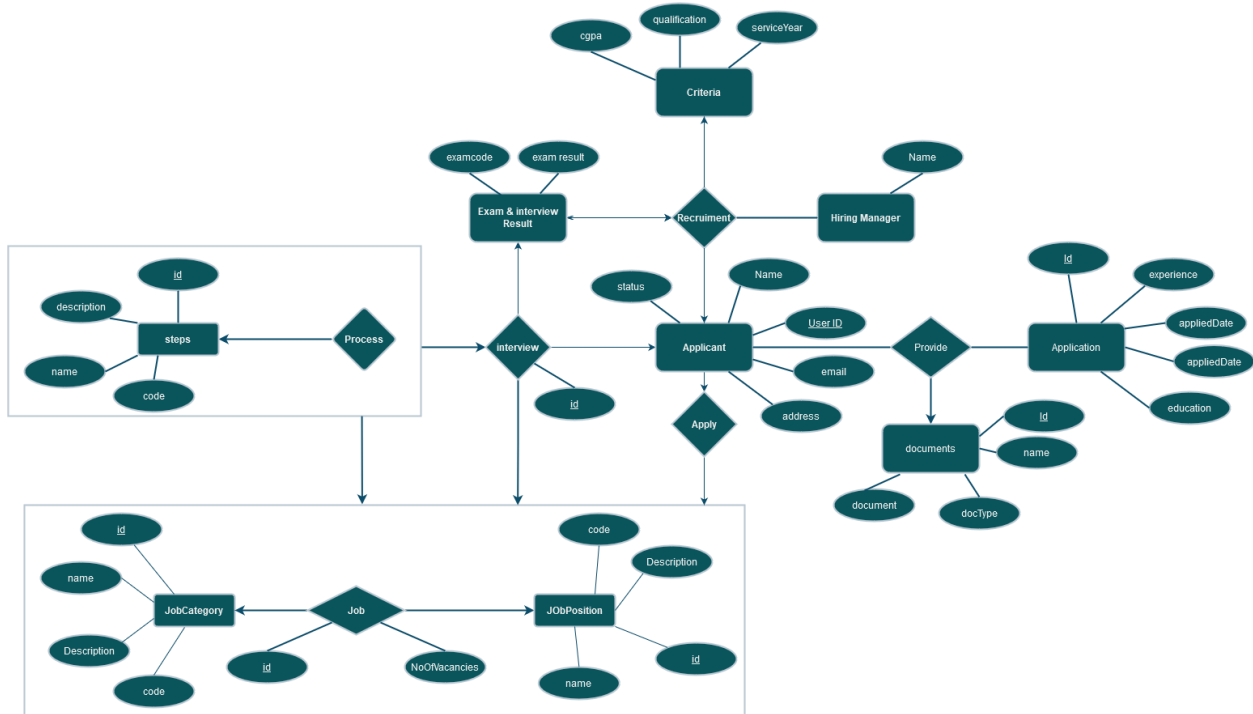 qualification
serviceYear
cgpa
Criteria
examcode
exam result
Name
Exam & interview
Result
Recruiment
Hiring Manager
id
description
steps
Process
name
code
interview
id
status
Name
User ID
Applicant
email
address
Apply
Provide
Id
experience
appliedDate
Application
appliedDate
education
Id
documents
name
document
docType
id
name
JobCategory
Description
code
Job
id
NoOfVacancies
code
Description
JObPosition
id
name